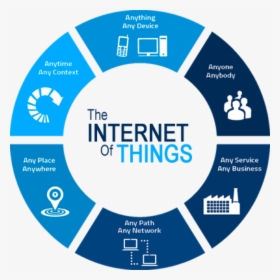 Anything
Any Device
Anyone
Anybody
Any Service
Any Business
Any Path
Any Network
Any Place
Anywhere
Anytime
Any Context
The
INTERNET
Of THINGS